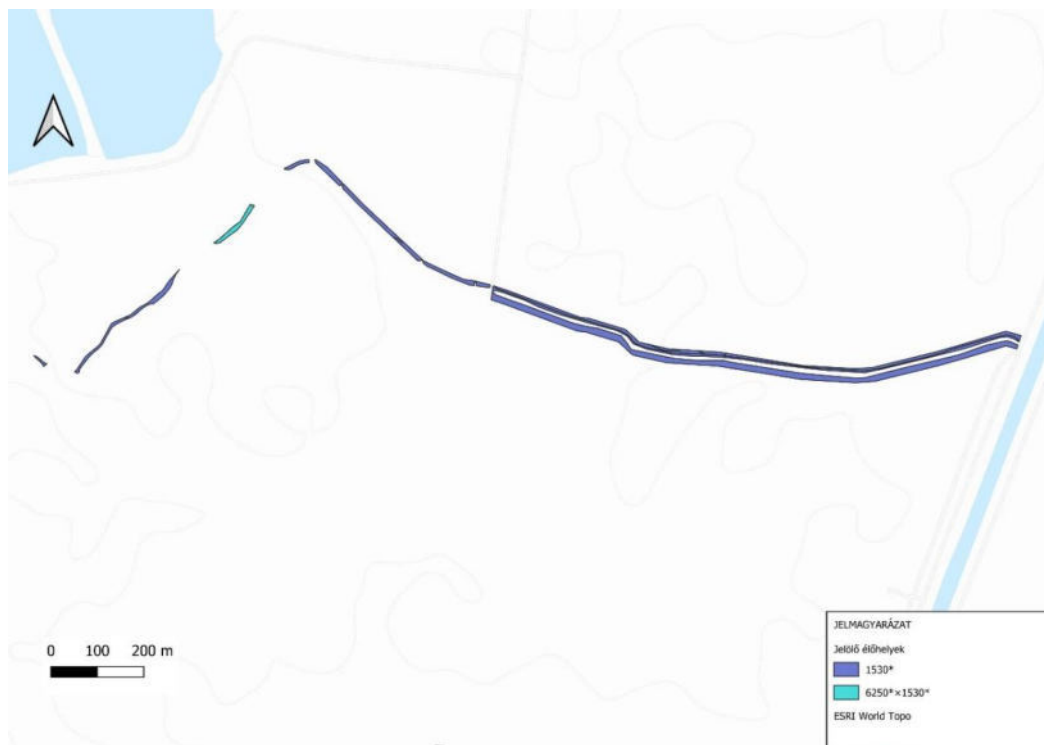 0 100 200 m
JELMAGYARÁZAT
Jelölő élőhelyek
1530*
6250*×1530*
ESRI World Topo